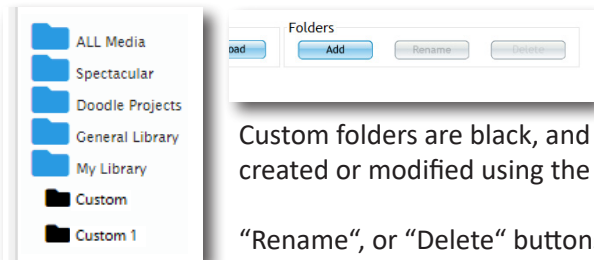 ALL Media
Spectacular
Doodle Projects
General Library
My Library
Custom
Custom 1
Folders
oad Add Rename Delete
Custom folders are black, and
created or modified using the
“Rename“, or “Delete“ button